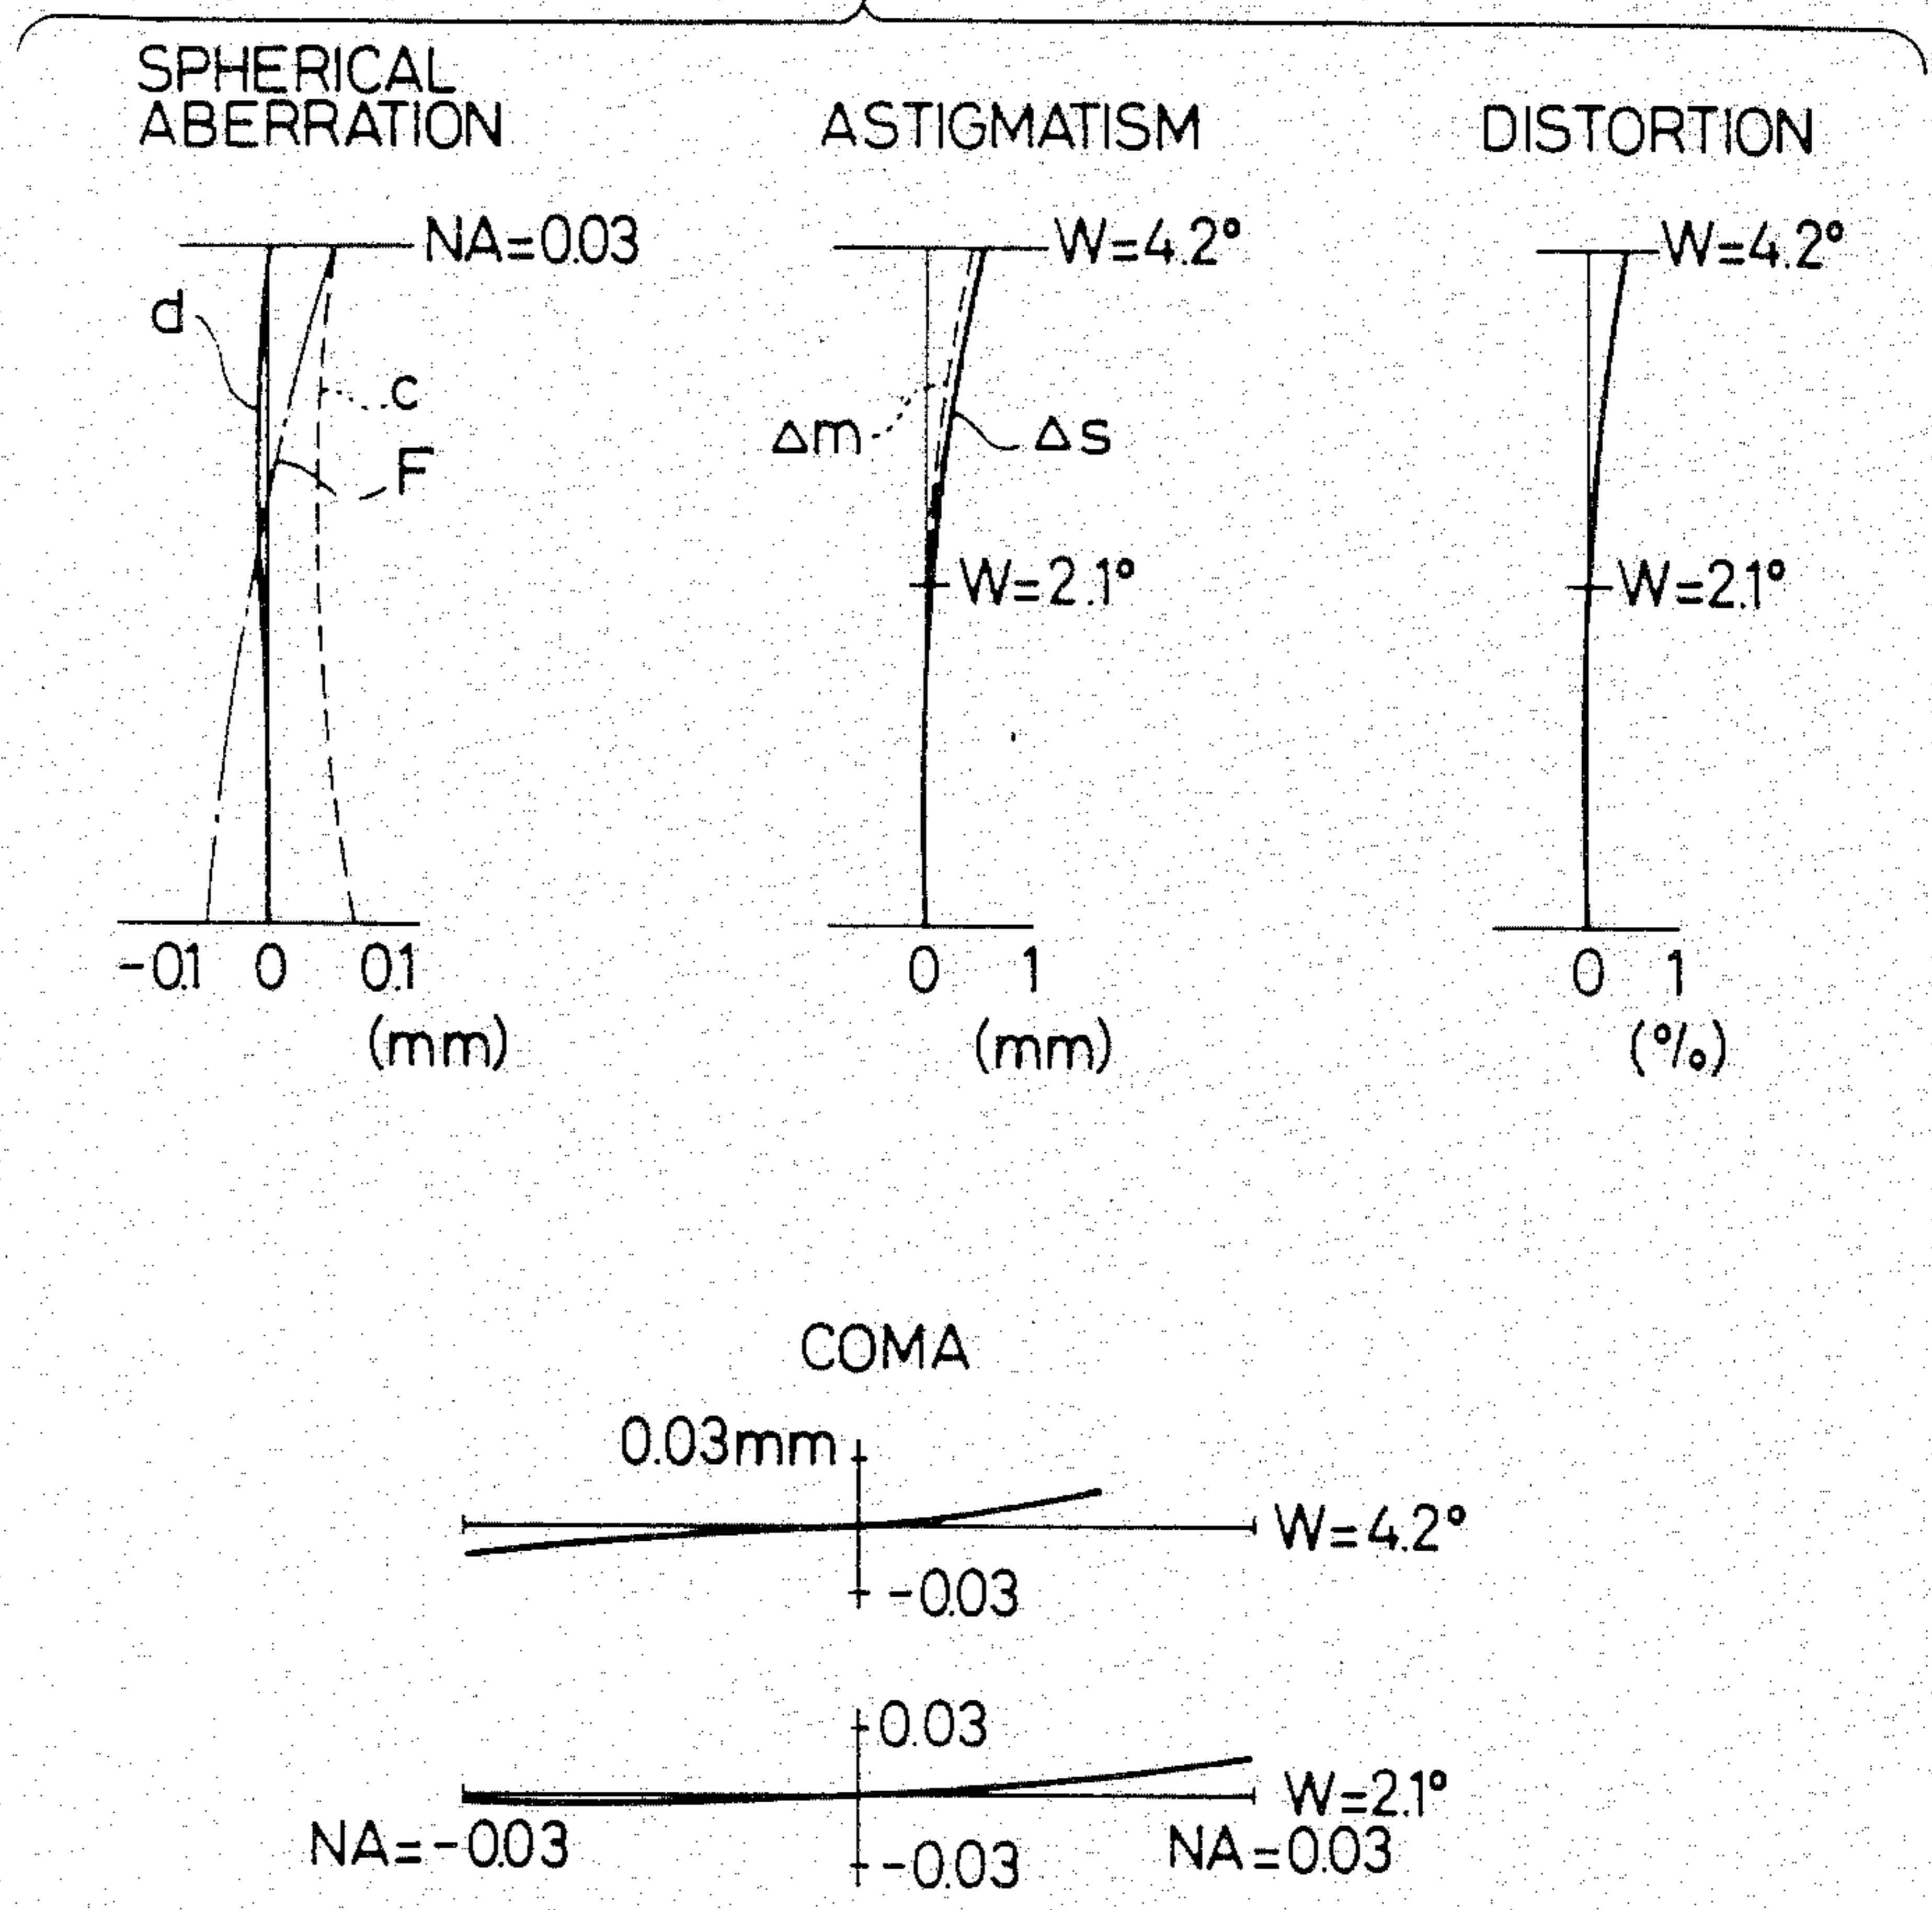 SPHERICAL
ABERRATION
ASTIGMATISM
DISTORTION
NA=0.03
W=4.2°
W=4.2°
d
c
F
Δm
Δs
W=2.1°
W=2.1°
-0.1 0 0.1
(mm)
0 1
(mm)
0 1
(%)
COMA
0.03mm
W=4.2°
-0.03
0.03
W=2.1°
NA=-0.03
NA=0.03
-0.03